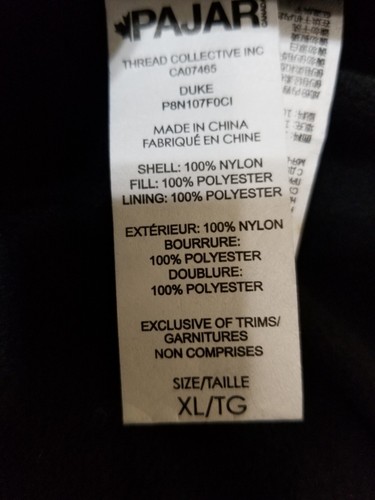 PAJAR
CANADA
THREAD COLLECTIVE INC
CA07465
DUKE
P8N107F0CI
MADE IN CHINA
FABRIQUÉ EN CHINE
SHELL: 100% NYLON
FILL: 100% POLYESTER
LINING: 100% POLYESTER
EXTÉRIEUR: 100% NYLON
BOURRURE:
100% POLYESTER
DOUBLURE:
100% POLYESTER
EXCLUSIVE OF TRIMS/
GARNITURES
NON COMPRISES
SIZE/TAILLE
XL/TG